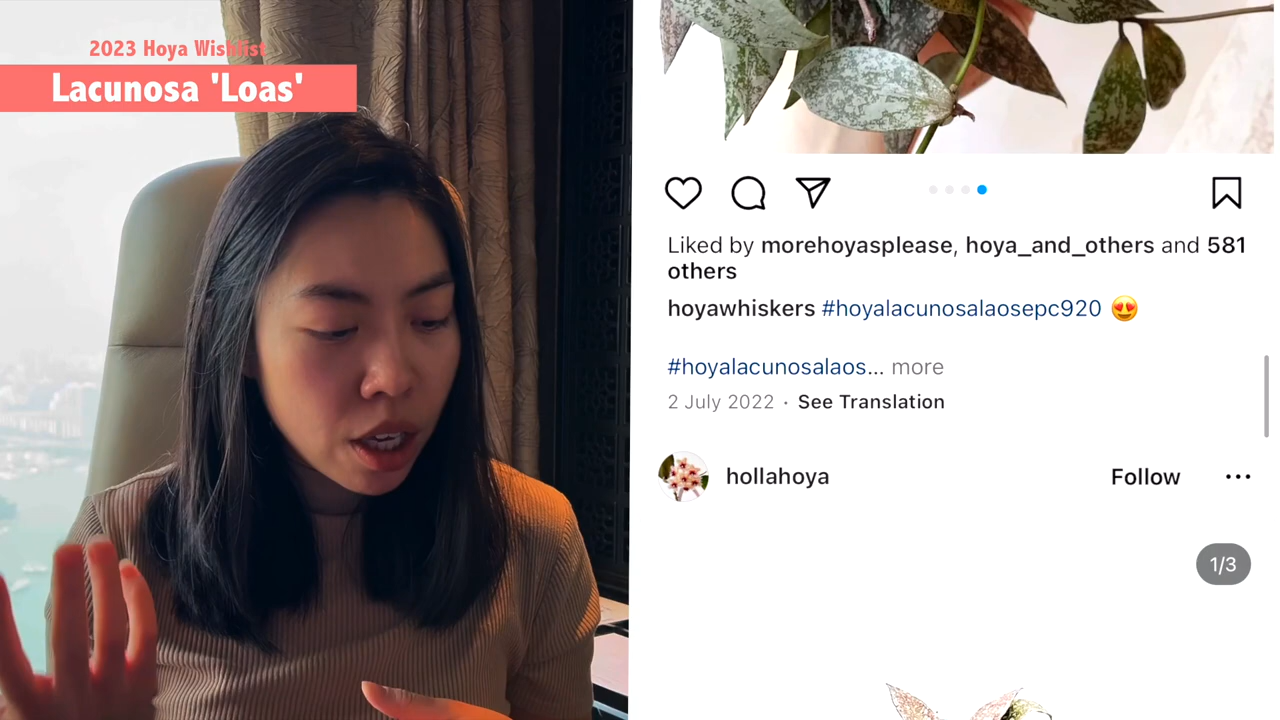 2023 Hoya Wishlist
Lacunosa 'Loas'
Liked by morehoyasplease, hoya_and_others and 581
others
hoyawhiskers #hoyalacunosalaosepc920 😍
#hoyalacunosalaos... more
2 July 2022 · See Translation
hollahoya
Follow
1/3